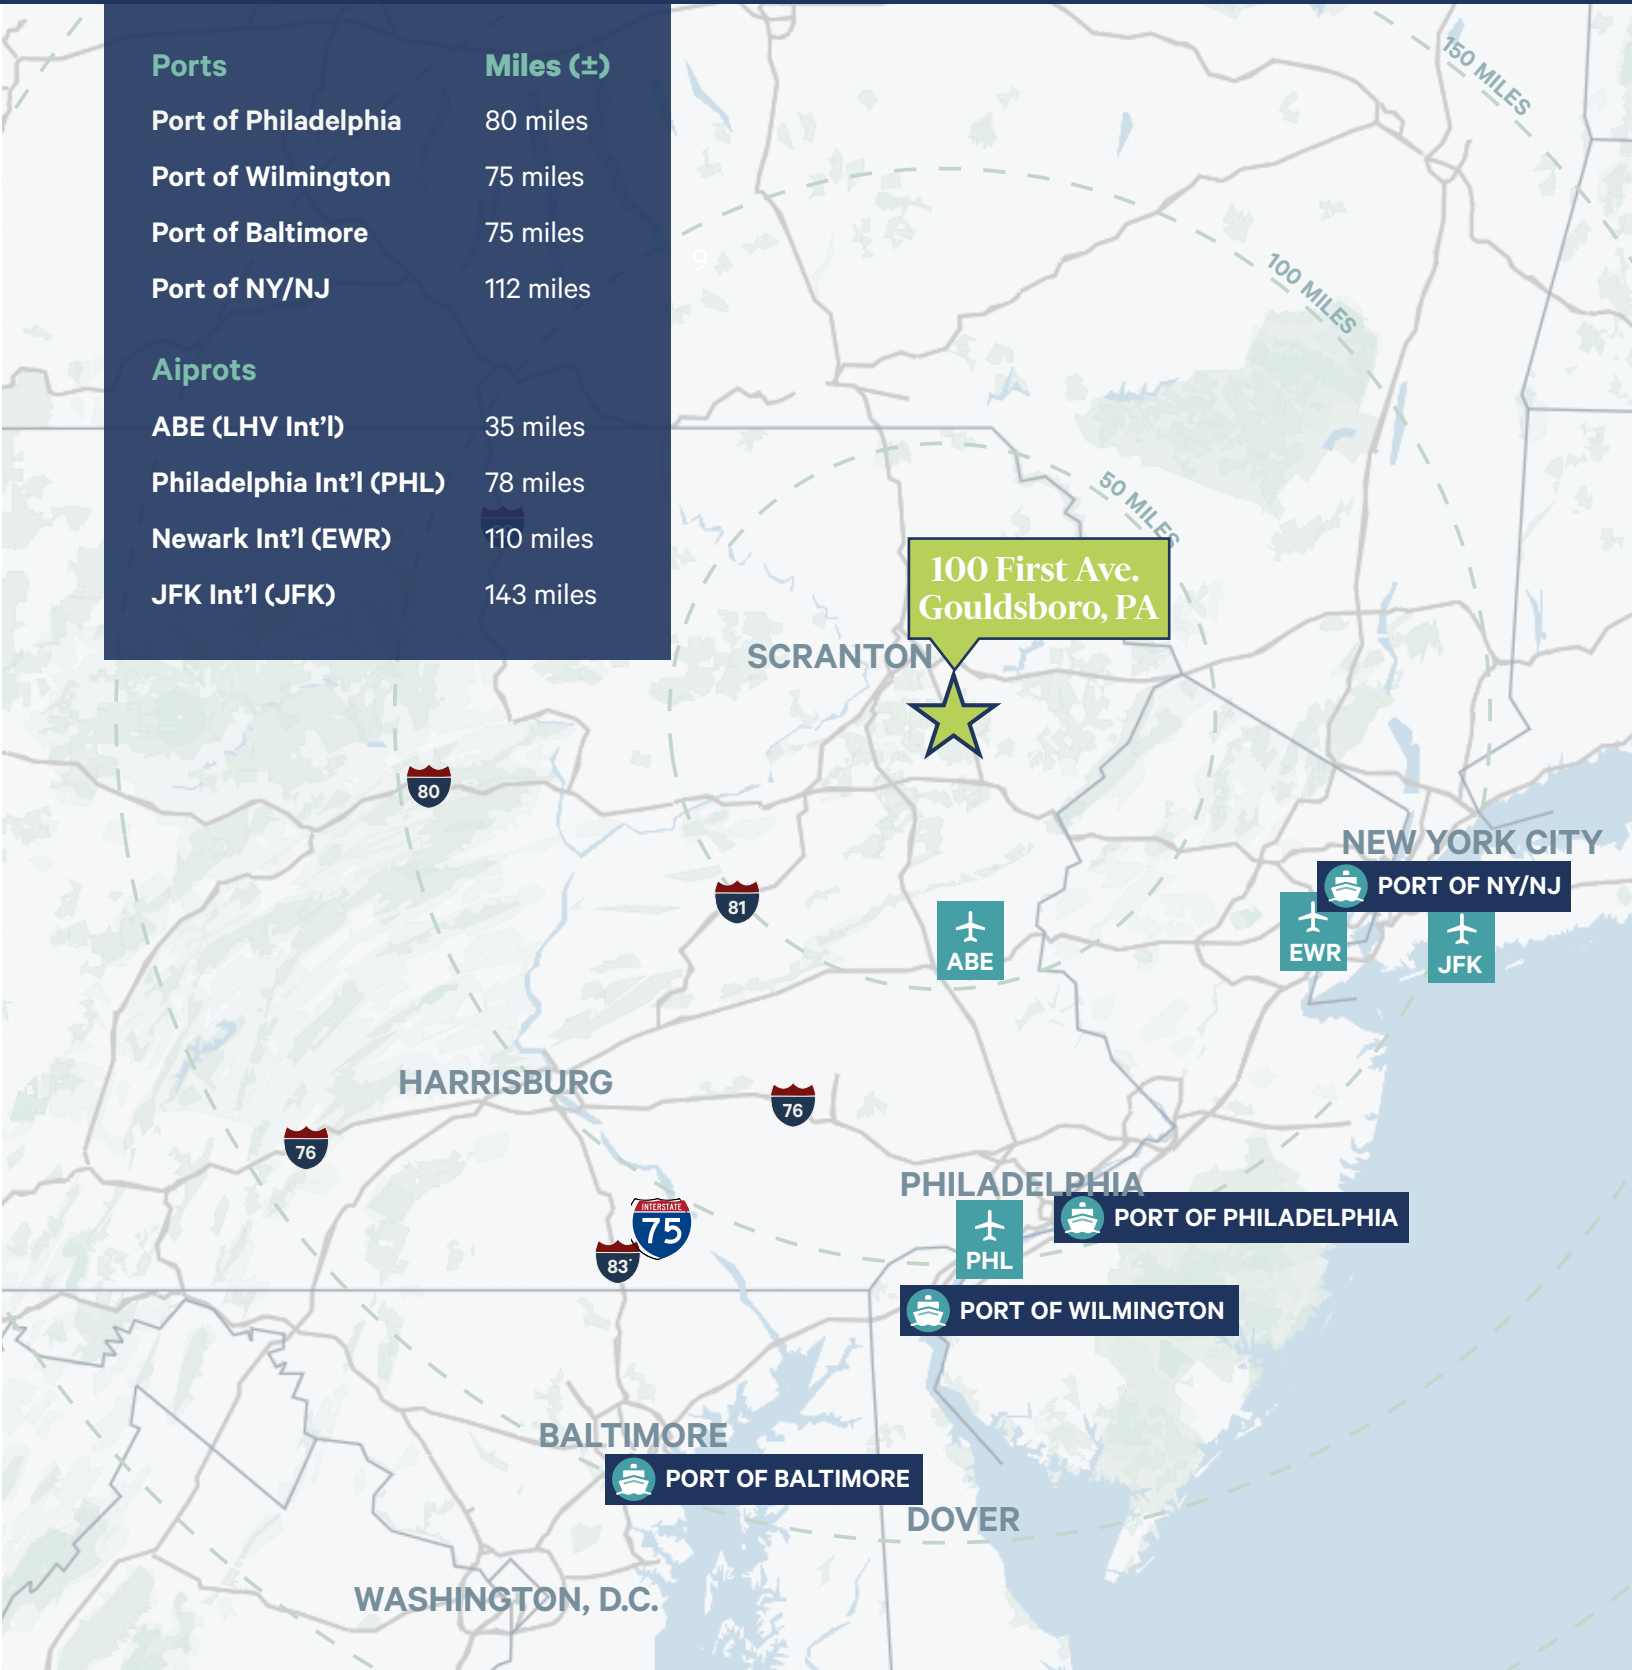 Ports Miles (±)
Port of Philadelphia 80 miles
Port of Wilmington 75 miles
Port of Baltimore 75 miles
Port of NY/NJ 112 miles
Aiprots
ABE (LHV Int'l) 35 miles
Philadelphia Int'l (PHL) 78 miles
Newark Int'l (EWR) 110 miles
JFK Int'l (JFK) 143 miles
150 MILES
9
100 MILES
50 MILES
100 First Ave.
Gouldsboro, PA
SCRANTON
80
NEW YORK CITY
PORT OF NY/NJ
81
ABE
EWR
JFK
HARRISBURG
76
76
PHILADELPHIA
PORT OF PHILADELPHIA
INTERSTATE
75
83
PHL
PORT OF WILMINGTON
BALTIMORE
PORT OF BALTIMORE
DOVER
WASHINGTON, D.C.